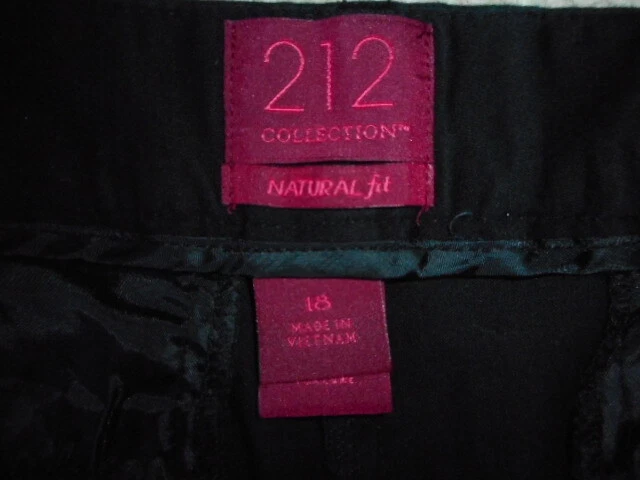 212
COLLECTION™
NATURAL fit
18
MADE IN
VIETNAM